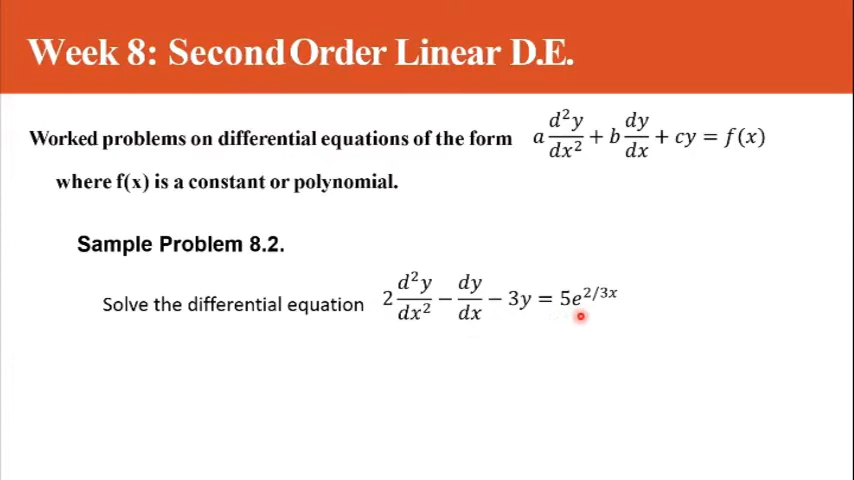 Week 8: Second Order Linear D.E.
Worked problems on differential equations of the form a d²y/dx² + b dy/dx + cy = f(x)
where f(x) is a constant or polynomial.
Sample Problem 8.2.
Solve the differential equation 2 d²y/dx² − dy/dx − 3y = 5e^{2/3x}